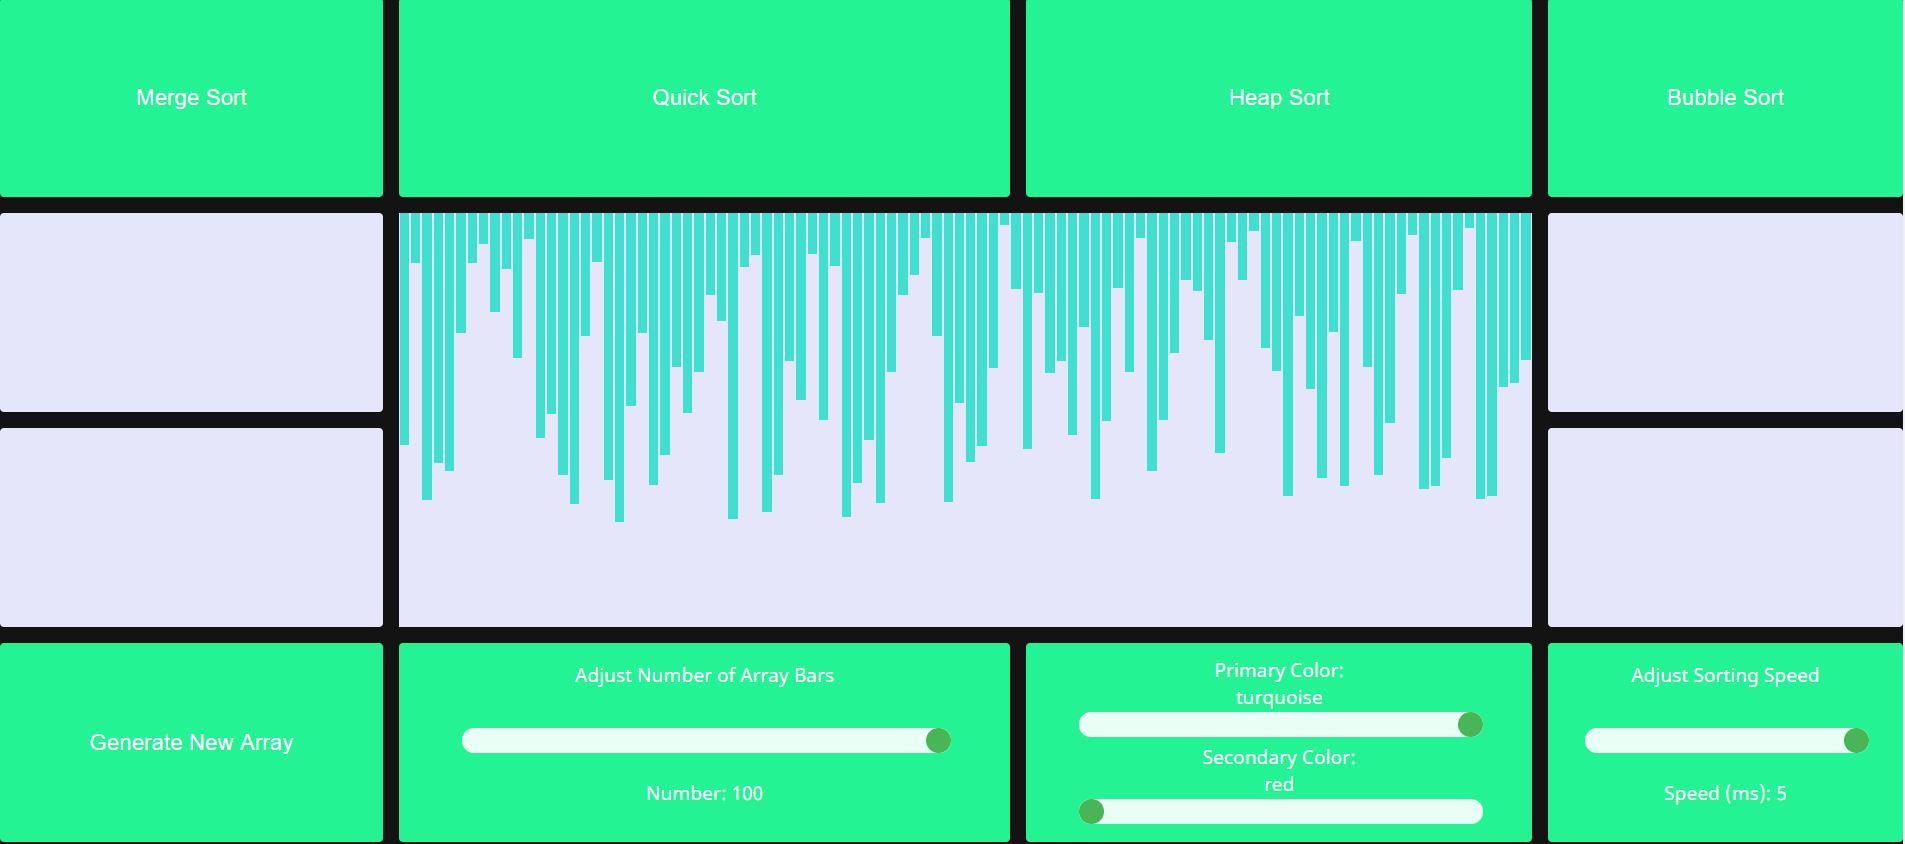 Merge Sort
Quick Sort
Heap Sort
Bubble Sort
Generate New Array
Adjust Number of Array Bars
Number: 100
Primary Color:
turquoise
Secondary Color:
red
Adjust Sorting Speed
Speed (ms): 5